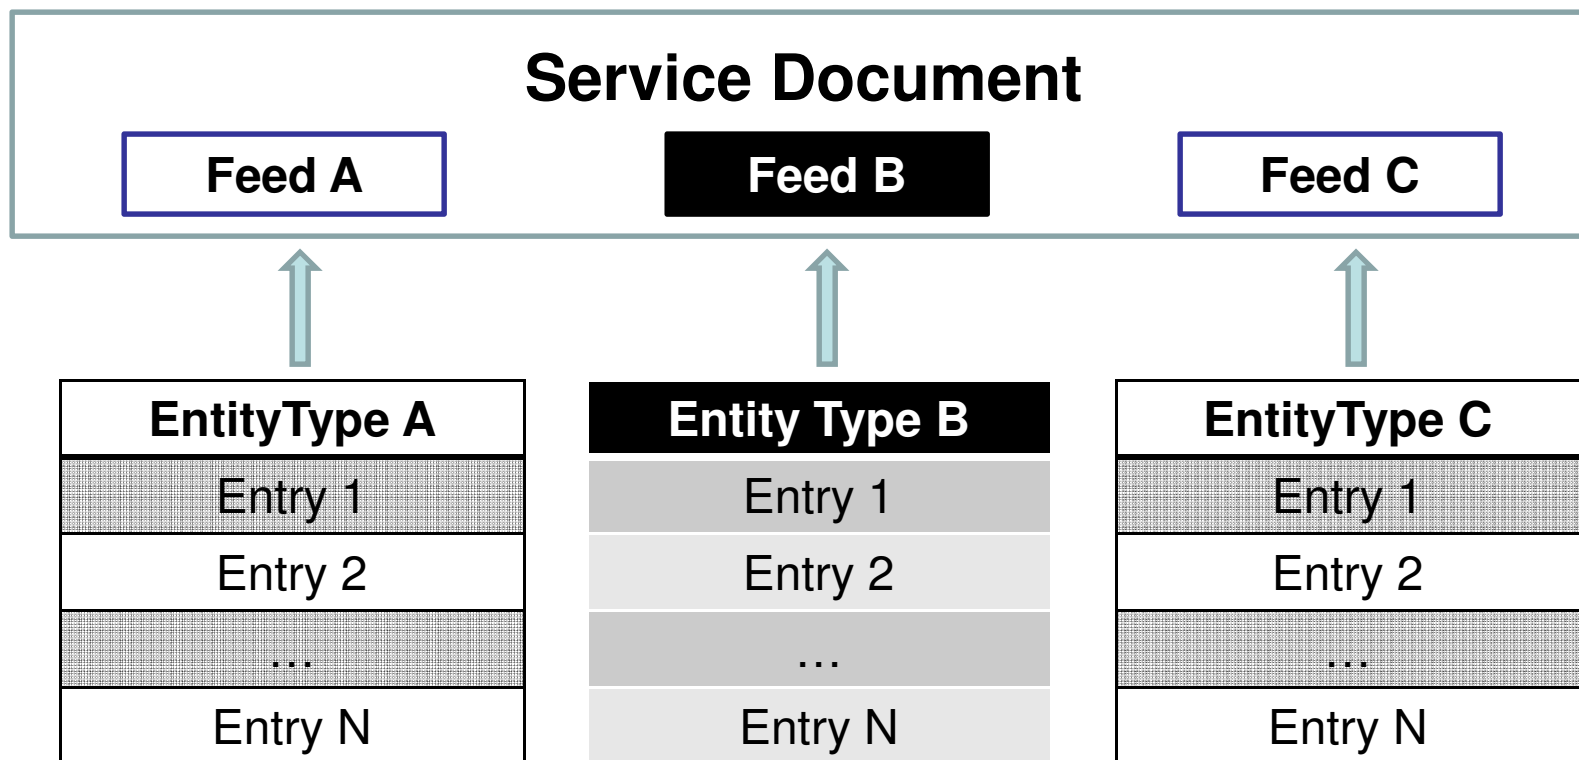 Service Document
Feed A
Feed B
Feed C
EntityType A
Entry 1
Entry 2
...
Entry N
Entity Type B
Entry 1
Entry 2
...
Entry N
EntityType C
Entry 1
Entry 2
...
Entry N